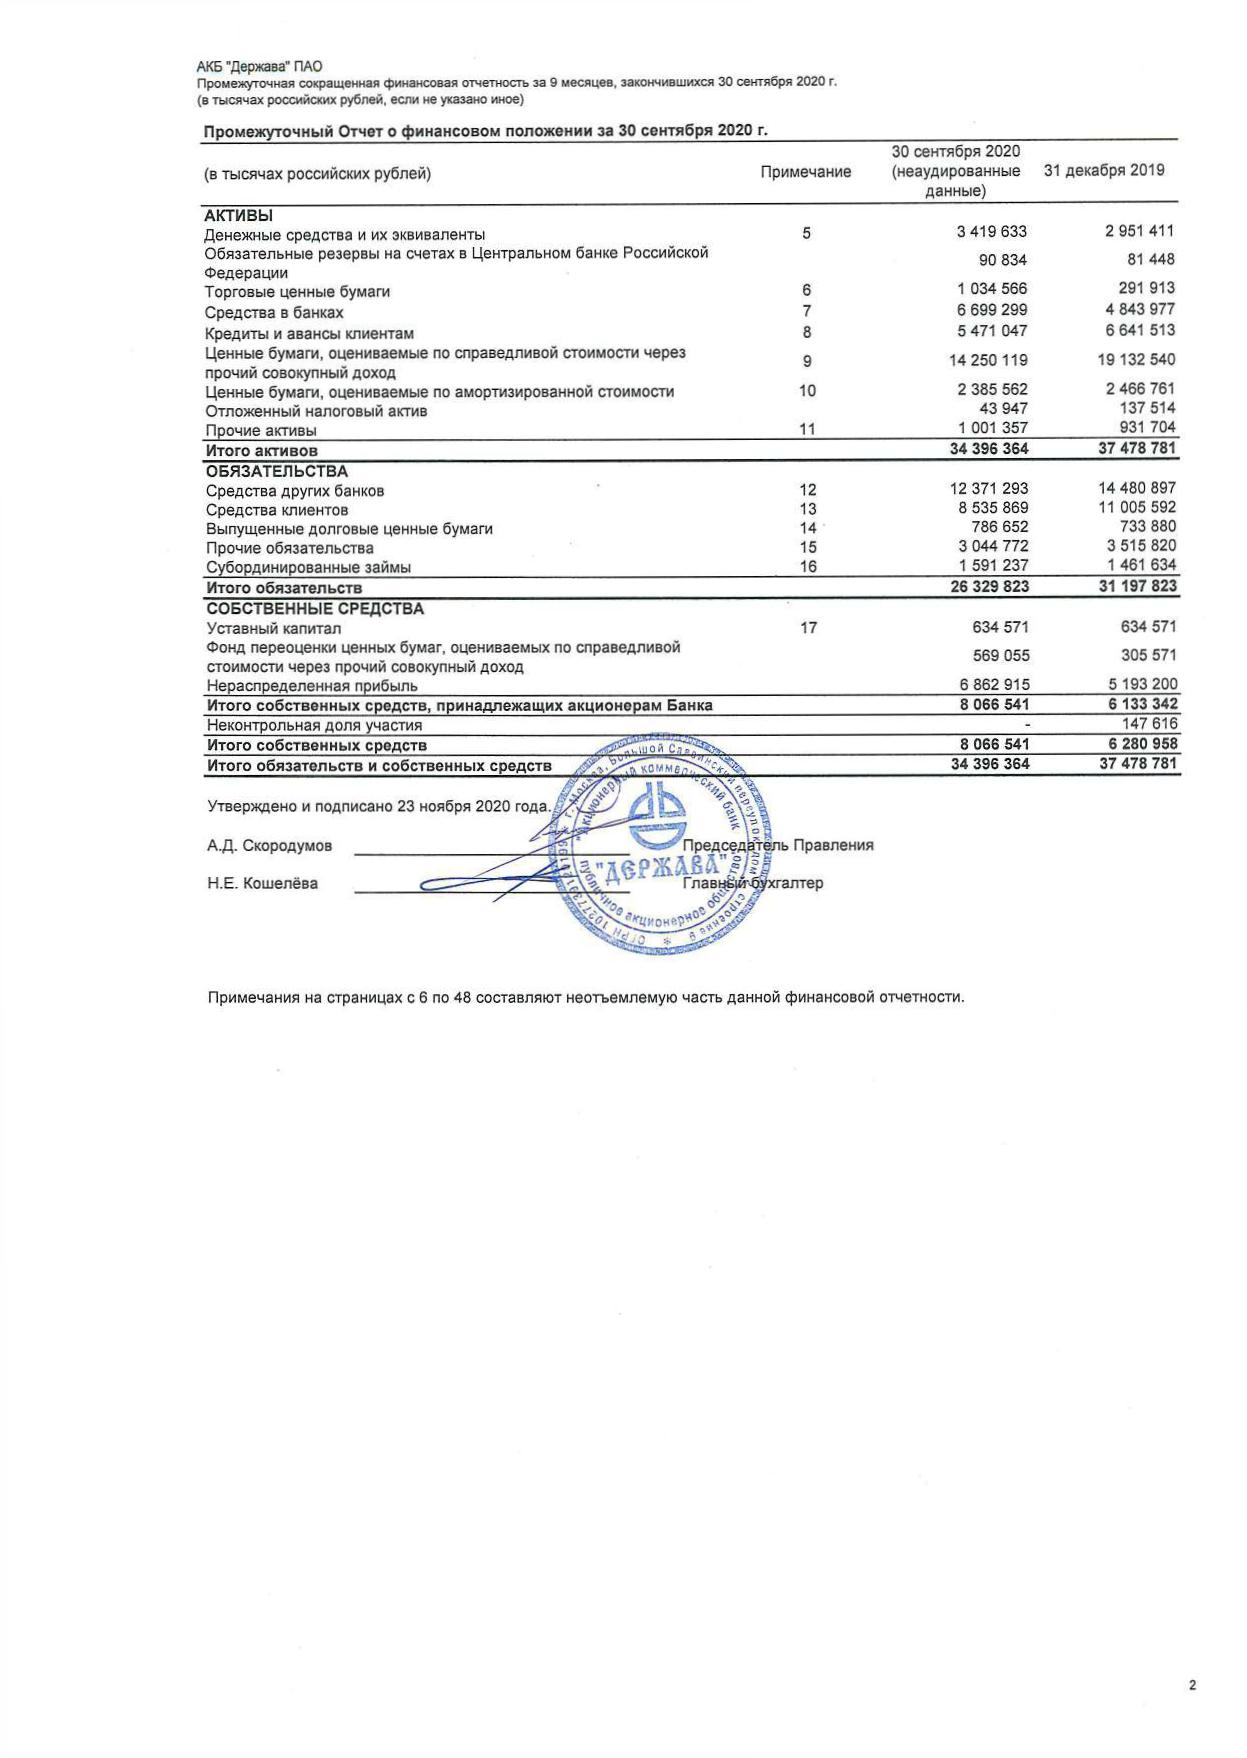 АКБ "Держава" ПАО
Промежуточная сокращенная финансовая отчетность за 9 месяцев, закончившихся 30 сентября 2020 г.
(в тысячах российских рублей, если не указано иное)
Промежуточный Отчет о финансовом положении за 30 сентября 2020 г.
(в тысячах российских рублей) Примечание 30 сентября 2020 (неаудированные данные) 31 декабря 2019
АКТИВЫ
Денежные средства и их эквиваленты 5 3 419 633 2 951 411
Обязательные резервы на счетах в Центральном банке Российской
Федерации 90 834 81 448
Торговые ценные бумаги 6 1 034 566 291 913
Средства в банках 7 6 699 299 4 843 977
Кредиты и авансы клиентам 8 5 471 047 6 641 513
Ценные бумаги, оцениваемые по справедливой стоимости через
прочий совокупный доход 9 14 250 119 19 132 540
Ценные бумаги, оцениваемые по амортизированной стоимости 10 2 385 562 2 466 761
Отложенный налоговый актив 43 947 137 514
Прочие активы 11 1 001 357 931 704
Итого активов 34 396 364 37 478 781
ОБЯЗАТЕЛЬСТВА
Средства других банков 12 12 371 293 14 480 897
Средства клиентов 13 8 535 869 11 005 592
Выпущенные долговые ценные бумаги 14 786 652 733 880
Прочие обязательства 15 3 044 772 3 515 820
Субординированные займы 16 1 591 237 1 461 634
Итого обязательств 26 329 823 31 197 823
СОБСТВЕННЫЕ СРЕДСТВА
Уставный капитал 17 634 571 634 571
Фонд переоценки ценных бумаг, оцениваемых по справедливой
стоимости через прочий совокупный доход 569 055 305 571
Нераспределенная прибыль 6 862 915 5 193 200
Итого собственных средств, принадлежащих акционерам Банка 8 066 541 6 133 342
Неконтрольная доля участия - 147 616
Итого собственных средств 8 066 541 6 280 958
Итого обязательств и собственных средств 34 396 364 37 478 781
Утверждено и подписано 23 ноября 2020 года.
А.Д. Скородумов Председатель Правления
Н.Е. Кошелёва Главный бухгалтер
г. Москва, Большой Саввинский переулок дом строение 9
Акционерный коммерческий банк
"ДЕРЖАВА"
публичное акционерное общество
ОГРН
Примечания на страницах с 6 по 48 составляют неотъемлемую часть данной финансовой отчетности.
2